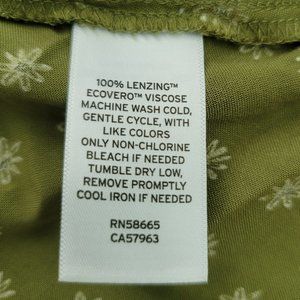 100% LENZING™
ECOVERO™ VISCOSE
MACHINE WASH COLD,
GENTLE CYCLE, WITH
LIKE COLORS
ONLY NON-CHLORINE
BLEACH IF NEEDED
TUMBLE DRY LOW,
REMOVE PROMPTLY
COOL IRON IF NEEDED
RN58665
CA57963